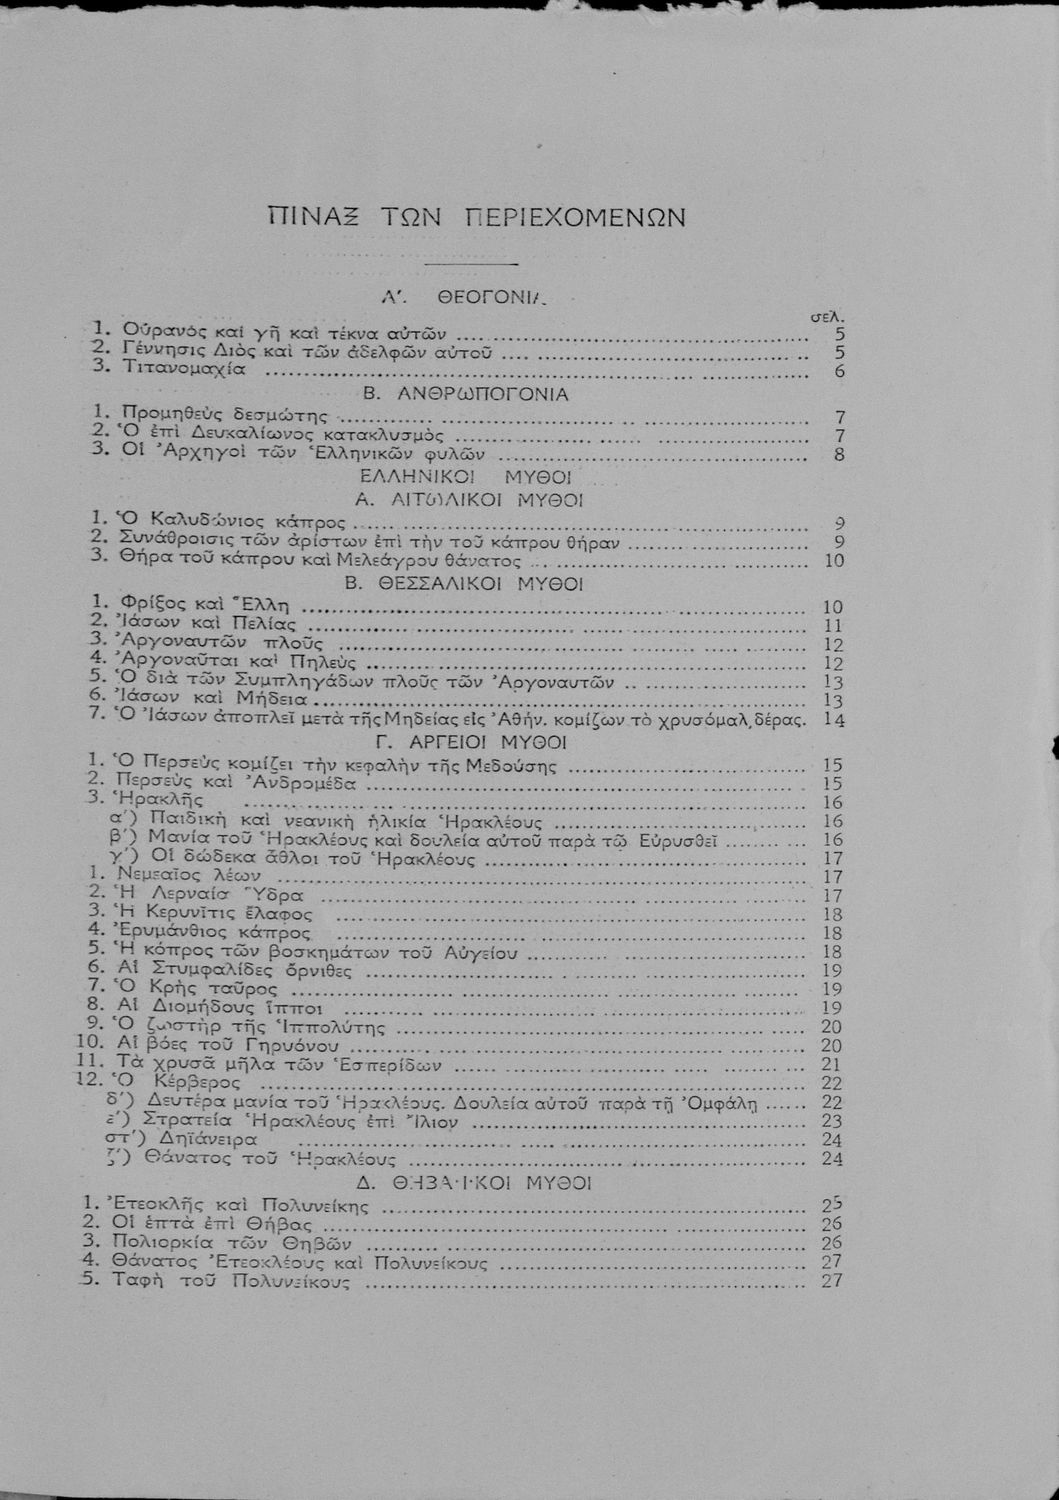 ΠΙΝΑΞ ΤΩΝ ΠΕΡΙΕΧΟΜΕΝΩΝ
Α'. ΘΕΟΓΟΝΙΑ
σελ.
1. Οὐρανός καί γῆ καὶ τέκνα αὐτῶν .... 5
2. Γέννησις Διὸς καὶ τῶν ἀδελφῶν αὐτοῦ .... 5
3. Τιτανομαχία .... 6
Β. ΑΝΘΡΩΠΟΓΟΝΙΑ
1. Προμηθεὺς δεσμώτης .... 7
2. Ὁ ἐπὶ Δευκαλίωνος κατακλυσμὸς .... 7
3. Οἱ Ἀρχηγοὶ τῶν Ἑλληνικῶν φυλῶν .... 8
ΕΛΛΗΝΙΚΟΙ ΜΥΘΟΙ
Α. ΑΙΤΩΛΙΚΟΙ ΜΥΘΟΙ
1. Ὁ Καλυδώνιος κάπρος .... 9
2. Συνάθροισις τῶν ἀρίστων ἐπὶ τὴν τοῦ κάπρου θήραν .... 9
3. Θήρα τοῦ κάπρου καὶ Μελεάγρου θάνατος .... 10
Β. ΘΕΣΣΑΛΙΚΟΙ ΜΥΘΟΙ
1. Φρίξος καὶ Ἕλλη .... 10
2. Ἰάσων καὶ Πελίας .... 11
3. Ἀργοναυτῶν πλοῦς .... 12
4. Ἀργοναῦται καὶ Πηλεὺς .... 12
5. Ὁ διὰ τῶν Συμπληγάδων πλοῦς τῶν Ἀργοναυτῶν .... 13
6. Ἰάσων καὶ Μήδεια .... 13
7. Ὁ Ἰάσων ἀποπλεῖ μετὰ τῆς Μηδείας εἰς Ἀθήν. κομίζων τὸ χρυσόμαλ. δέρας. 14
Γ. ΑΡΓΕΙΟΙ ΜΥΘΟΙ
1. Ὁ Περσεὺς κομίζει τὴν κεφαλὴν τῆς Μεδούσης .... 15
2. Περσεὺς καὶ Ἀνδρομέδα .... 15
3. Ἡρακλῆς .... 16
α') Παιδικὴ καὶ νεανικὴ ἡλικία Ἡρακλέους .... 16
β') Μανία τοῦ Ἡρακλέους καὶ δουλεία αὐτοῦ παρὰ τῷ Εὐρυσθεῖ .... 16
γ') Οἱ δώδεκα ἆθλοι τοῦ Ἡρακλέους .... 17
1. Νεμεαῖος λέων .... 17
2. Ἡ Λερναία Ὕδρα .... 17
3. Ἡ Κερυνῖτις ἔλαφος .... 18
4. Ἐρυμάνθιος κάπρος .... 18
5. Ἡ κόπρος τῶν βοσκημάτων τοῦ Αὐγείου .... 18
6. Αἱ Στυμφαλίδες ὄρνιθες .... 19
7. Ὁ Κρὴς ταῦρος .... 19
8. Αἱ Διομήδους ἵπποι .... 19
9. Ὁ ζωστὴρ τῆς Ἱππολύτης .... 20
10. Αἱ βόες τοῦ Γηρυόνου .... 20
11. Τὰ χρυσᾶ μῆλα τῶν Ἑσπερίδων .... 21
12. Ὁ Κέρβερος .... 22
δ') Δευτέρα μανία τοῦ Ἡρακλέους. Δουλεία αὐτοῦ παρὰ τῇ Ὀμφάλῃ .... 22
ε') Στρατεία Ἡρακλέους ἐπὶ Ἴλιον .... 23
στ') Δηϊάνειρα .... 24
ζ') Θάνατος τοῦ Ἡρακλέους .... 24
Δ. ΘΗΒΑΪΚΟΙ ΜΥΘΟΙ
1. Ἐτεοκλῆς καὶ Πολυνείκης .... 25
2. Οἱ ἑπτὰ ἐπὶ Θήβας .... 26
3. Πολιορκία τῶν Θηβῶν .... 26
4. Θάνατος Ἐτεοκλέους καὶ Πολυνείκους .... 27
5. Ταφὴ τοῦ Πολυνείκους .... 27